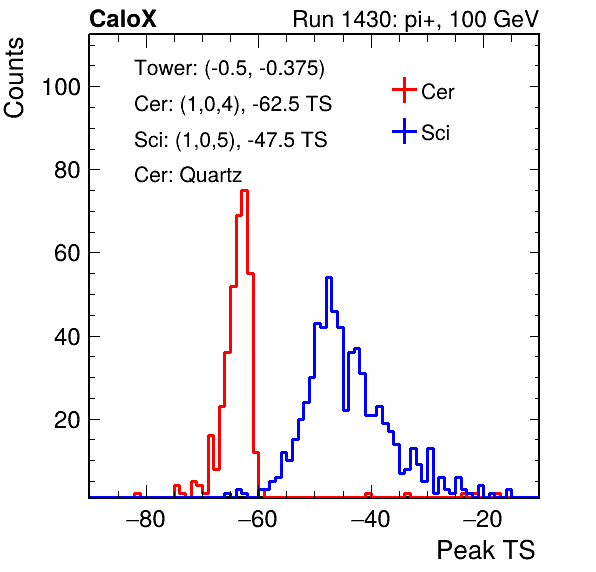 CaloX Run 1430: pi+, 100 GeV
Counts
Tower: (-0.5, -0.375)
Cer: (1,0,4), -62.5 TS
Sci: (1,0,5), -47.5 TS
Cer: Quartz
Cer
Sci
100
80
60
40
20
−80 −60 −40 −20
Peak TS